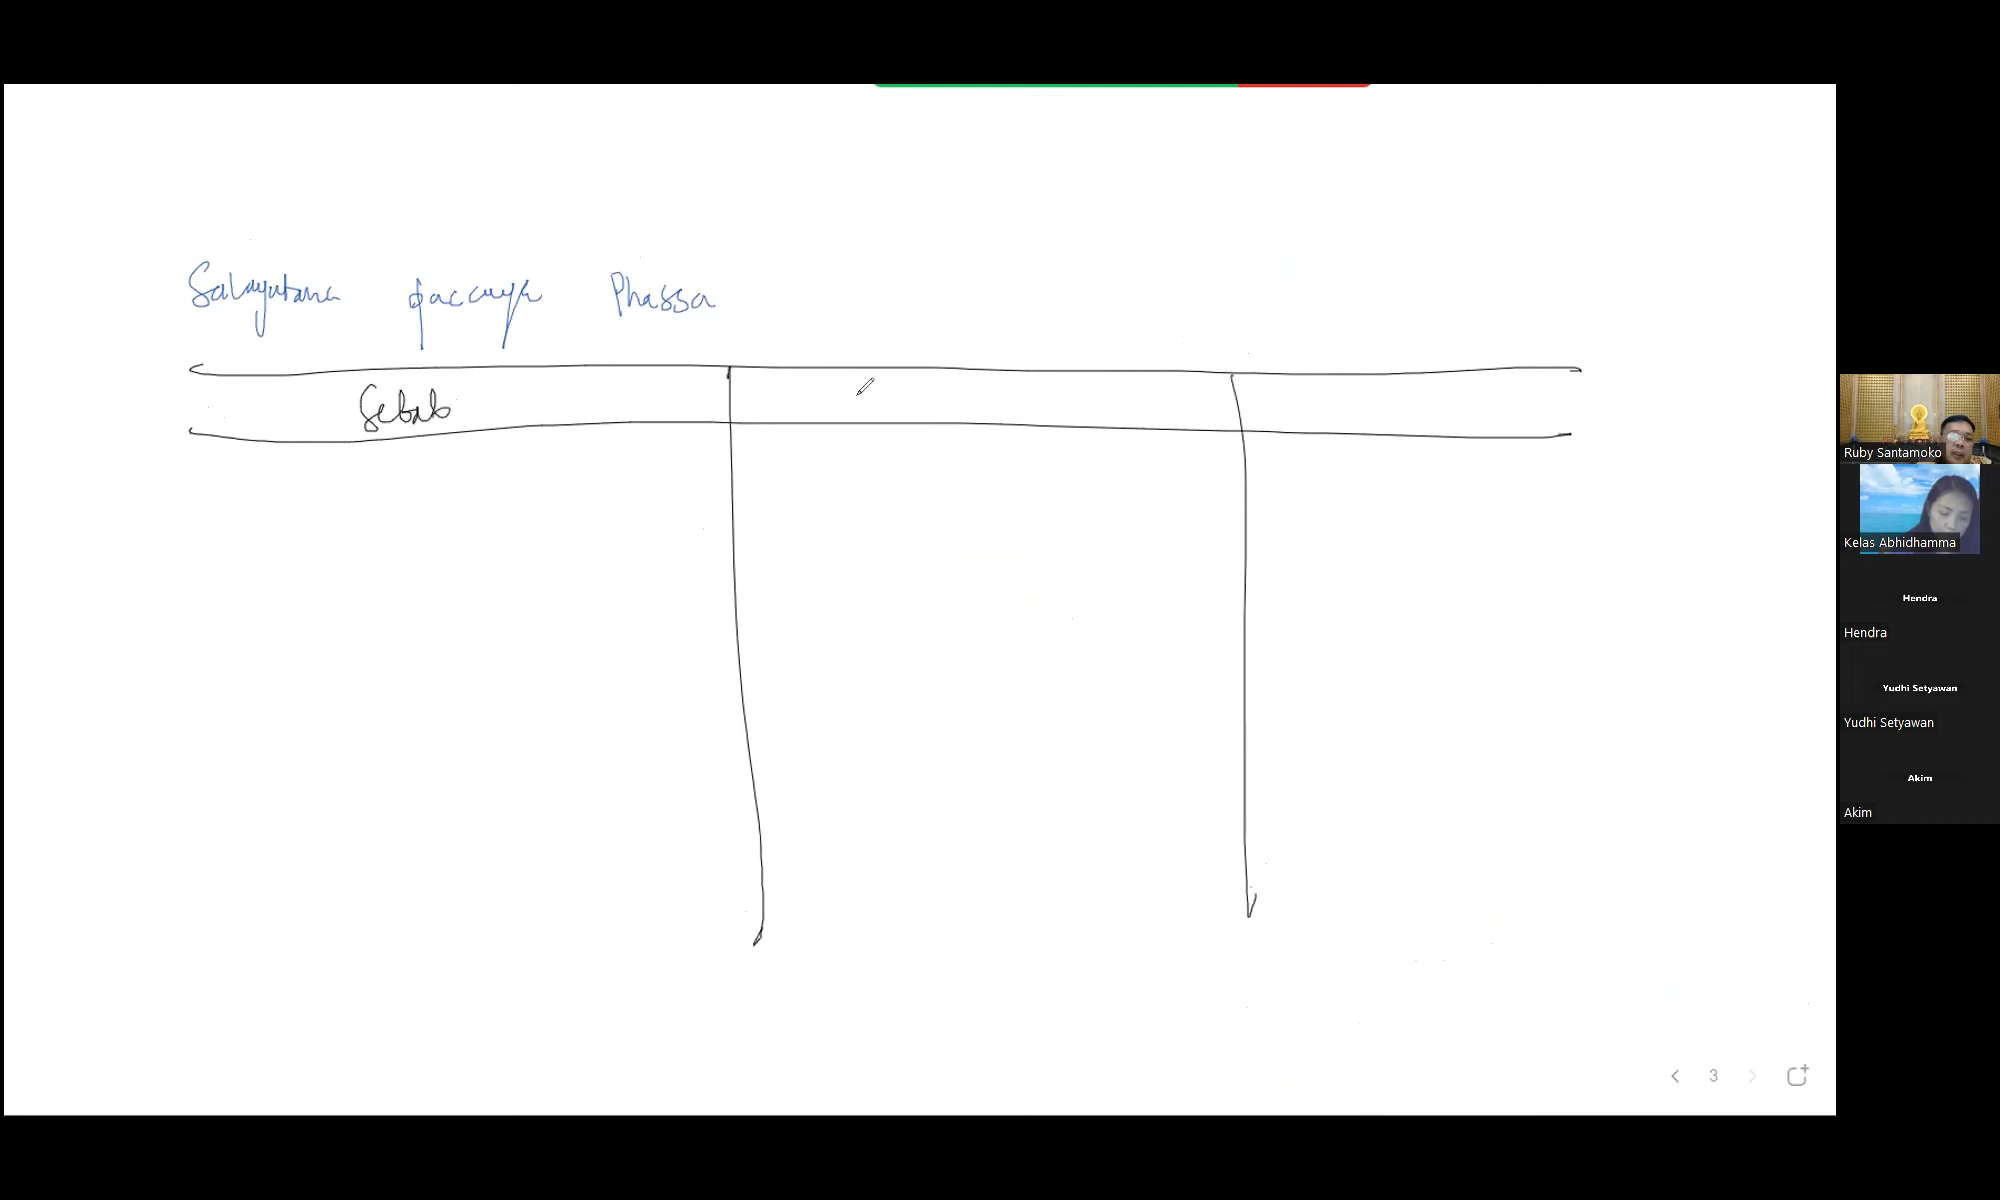 Salayatana paccaya Phassa
Sebab
Ruby Santamoko
Kelas Abhidhamma
Hendra
Hendra
Yudhi Setyawan
Yudhi Setyawan
Akim
Akim
3